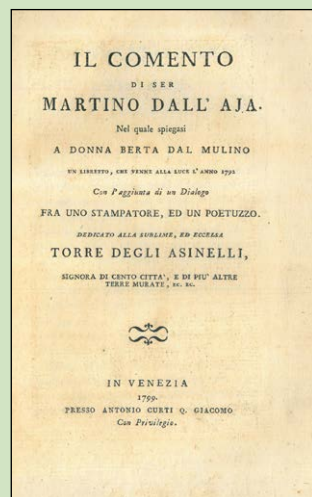 IL COMENTO
DI SER
MARTINO DALL' AJA.
Nel quale spiegasi
A DONNA BERTA DAL MULINO
UN LIBRETTO, CHE VENNE ALLA LUCE L'ANNO 1792
Con l'aggiunta di un Dialogo
FRA UNO STAMPATORE, ED UN POETUZZO.
DEDICATO ALLA SUBLIME, ED ECCELSA
TORRE DEGLI ASINELLI,
SIGNORA DI CENTO CITTA', E DI PIU' ALTRE
TERRE MURATE, EC. EC.
IN VENEZIA
1799.
PRESSO ANTONIO CURTI Q. GIACOMO
Con Privilegio.